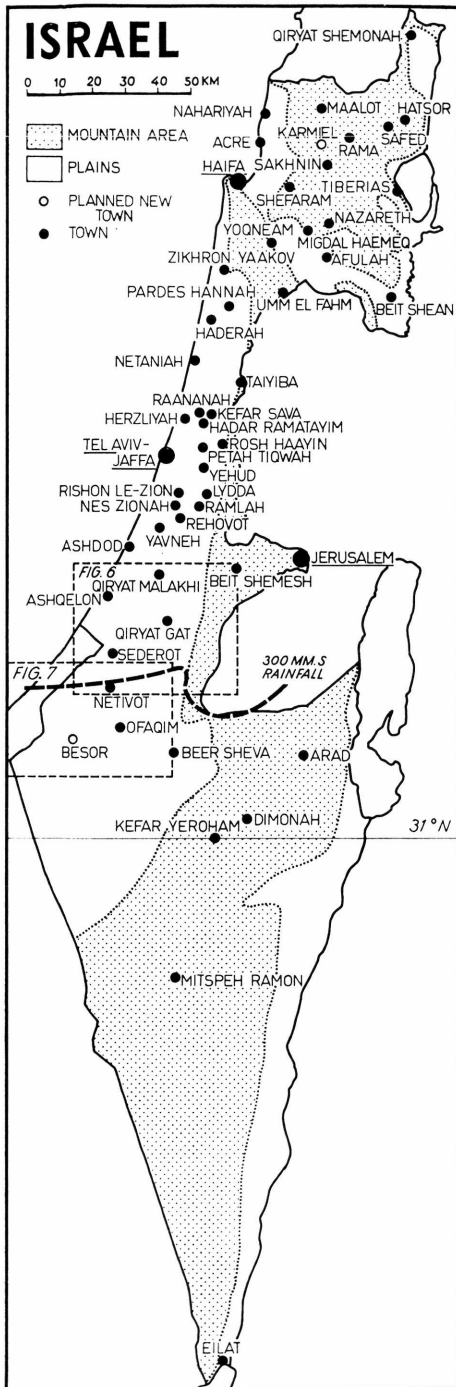 ISRAEL
0 10 20 30 40 50 KM
MOUNTAIN AREA
PLAINS
PLANNED NEW
TOWN
TOWN
QIRYAT SHEMONAH
NAHARIYAH
MAALOT
HATSOR
ACRE
KARMIEL
RAMA
SAFED
HAIFA
SAKHNIN
SHEFARAM
TIBERIAS
YOQNEAM
NAZARETH
MIGDAL HAEMEQ
ZIKHRON YAAKOV
AFULAH
PARDES HANNAH
UMM EL FAHM
BEIT SHEAN
HADERAH
NETANIAH
TAIYIBA
RAANANAH
HERZLIYAH
KEFAR SAVA
HADAR RAMATAYIM
TEL AVIV-
JAFFA
ROSH HAAYIN
PETAH TIQWAH
YEHUD
RISHON LE-ZION
LYDDA
NES ZIONAH
RAMLAH
REHOVOT
YAVNEH
ASHDOD
JERUSALEM
FIG. 6
QIRYAT MALAKHI
BEIT SHEMESH
ASHQELON
QIRYAT GAT
SEDEROT
FIG. 7
300 MM.S
RAINFALL
NETIVOT
OFAQIM
BESOR
BEER SHEVA
ARAD
DIMONAH
KEFAR YEROHAM
31°N
MITSPEH RAMON
EILAT